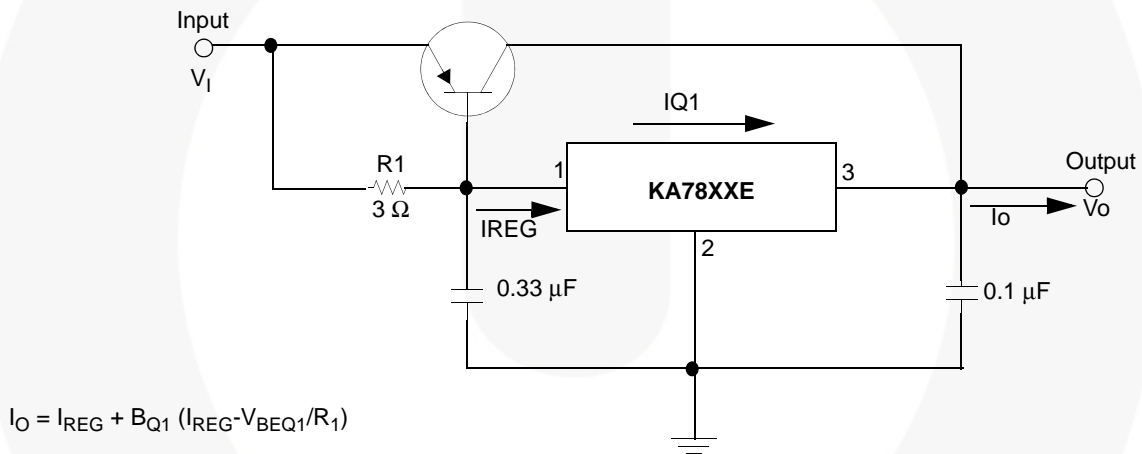 Input
V_I
IQ1
R1
3 Ω
1
KA78XXE
3
Output
IREG
Io
Vo
2
0.33 μF
0.1 μF
I_O = I_REG + B_Q1 (I_REG-V_BEQ1/R_1)